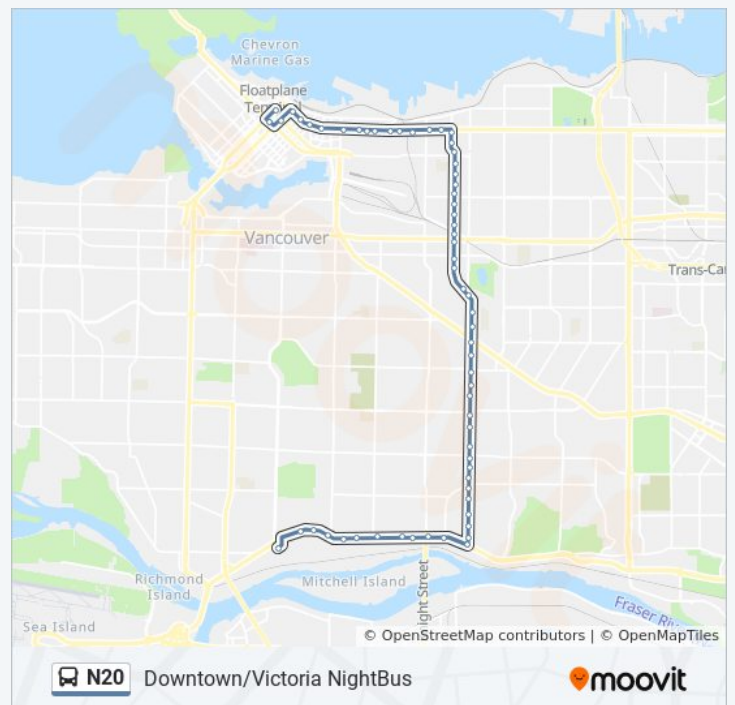 Chevron
Marine Gas
Floatplane
Terminal
Vancouver
Trans-Ca
Richmond
Island
Mitchell Island
ight Street
Sea Island
Fraser Riv
© OpenStreetMap contributors | © OpenMapTiles
N20 Downtown/Victoria NightBus
moovit